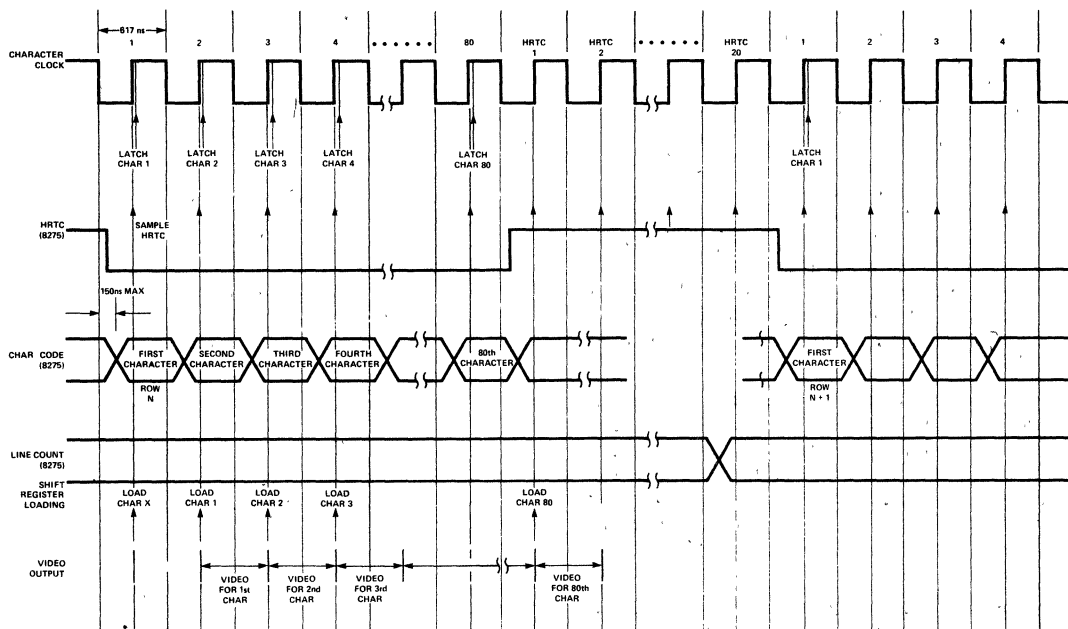 617 ns
1 2 3 4 80 HRTC 1 HRTC 2 HRTC 20 1 2 3 4
CHARACTER
CLOCK
LATCH
CHAR 1
LATCH
CHAR 2
LATCH
CHAR 3
LATCH
CHAR 4
LATCH
CHAR 80
LATCH
CHAR 1
HRTC
(8275)
SAMPLE
HRTC
150ns MAX
CHAR CODE
(8275)
FIRST
CHARACTER
ROW
N
SECOND
CHARACTER
THIRD
CHARACTER
FOURTH
CHARACTER
80th
CHARACTER
FIRST
CHARACTER
ROW
N + 1
LINE COUNT
(8275)
SHIFT
REGISTER
LOADING
LOAD
CHAR X
LOAD
CHAR 1
LOAD
CHAR 2
LOAD
CHAR 3
LOAD
CHAR 80
VIDEO
OUTPUT
VIDEO
FOR 1st
CHAR
VIDEO
FOR 2nd
CHAR
VIDEO
FOR 3rd
CHAR
VIDEO
FOR 80th
CHAR